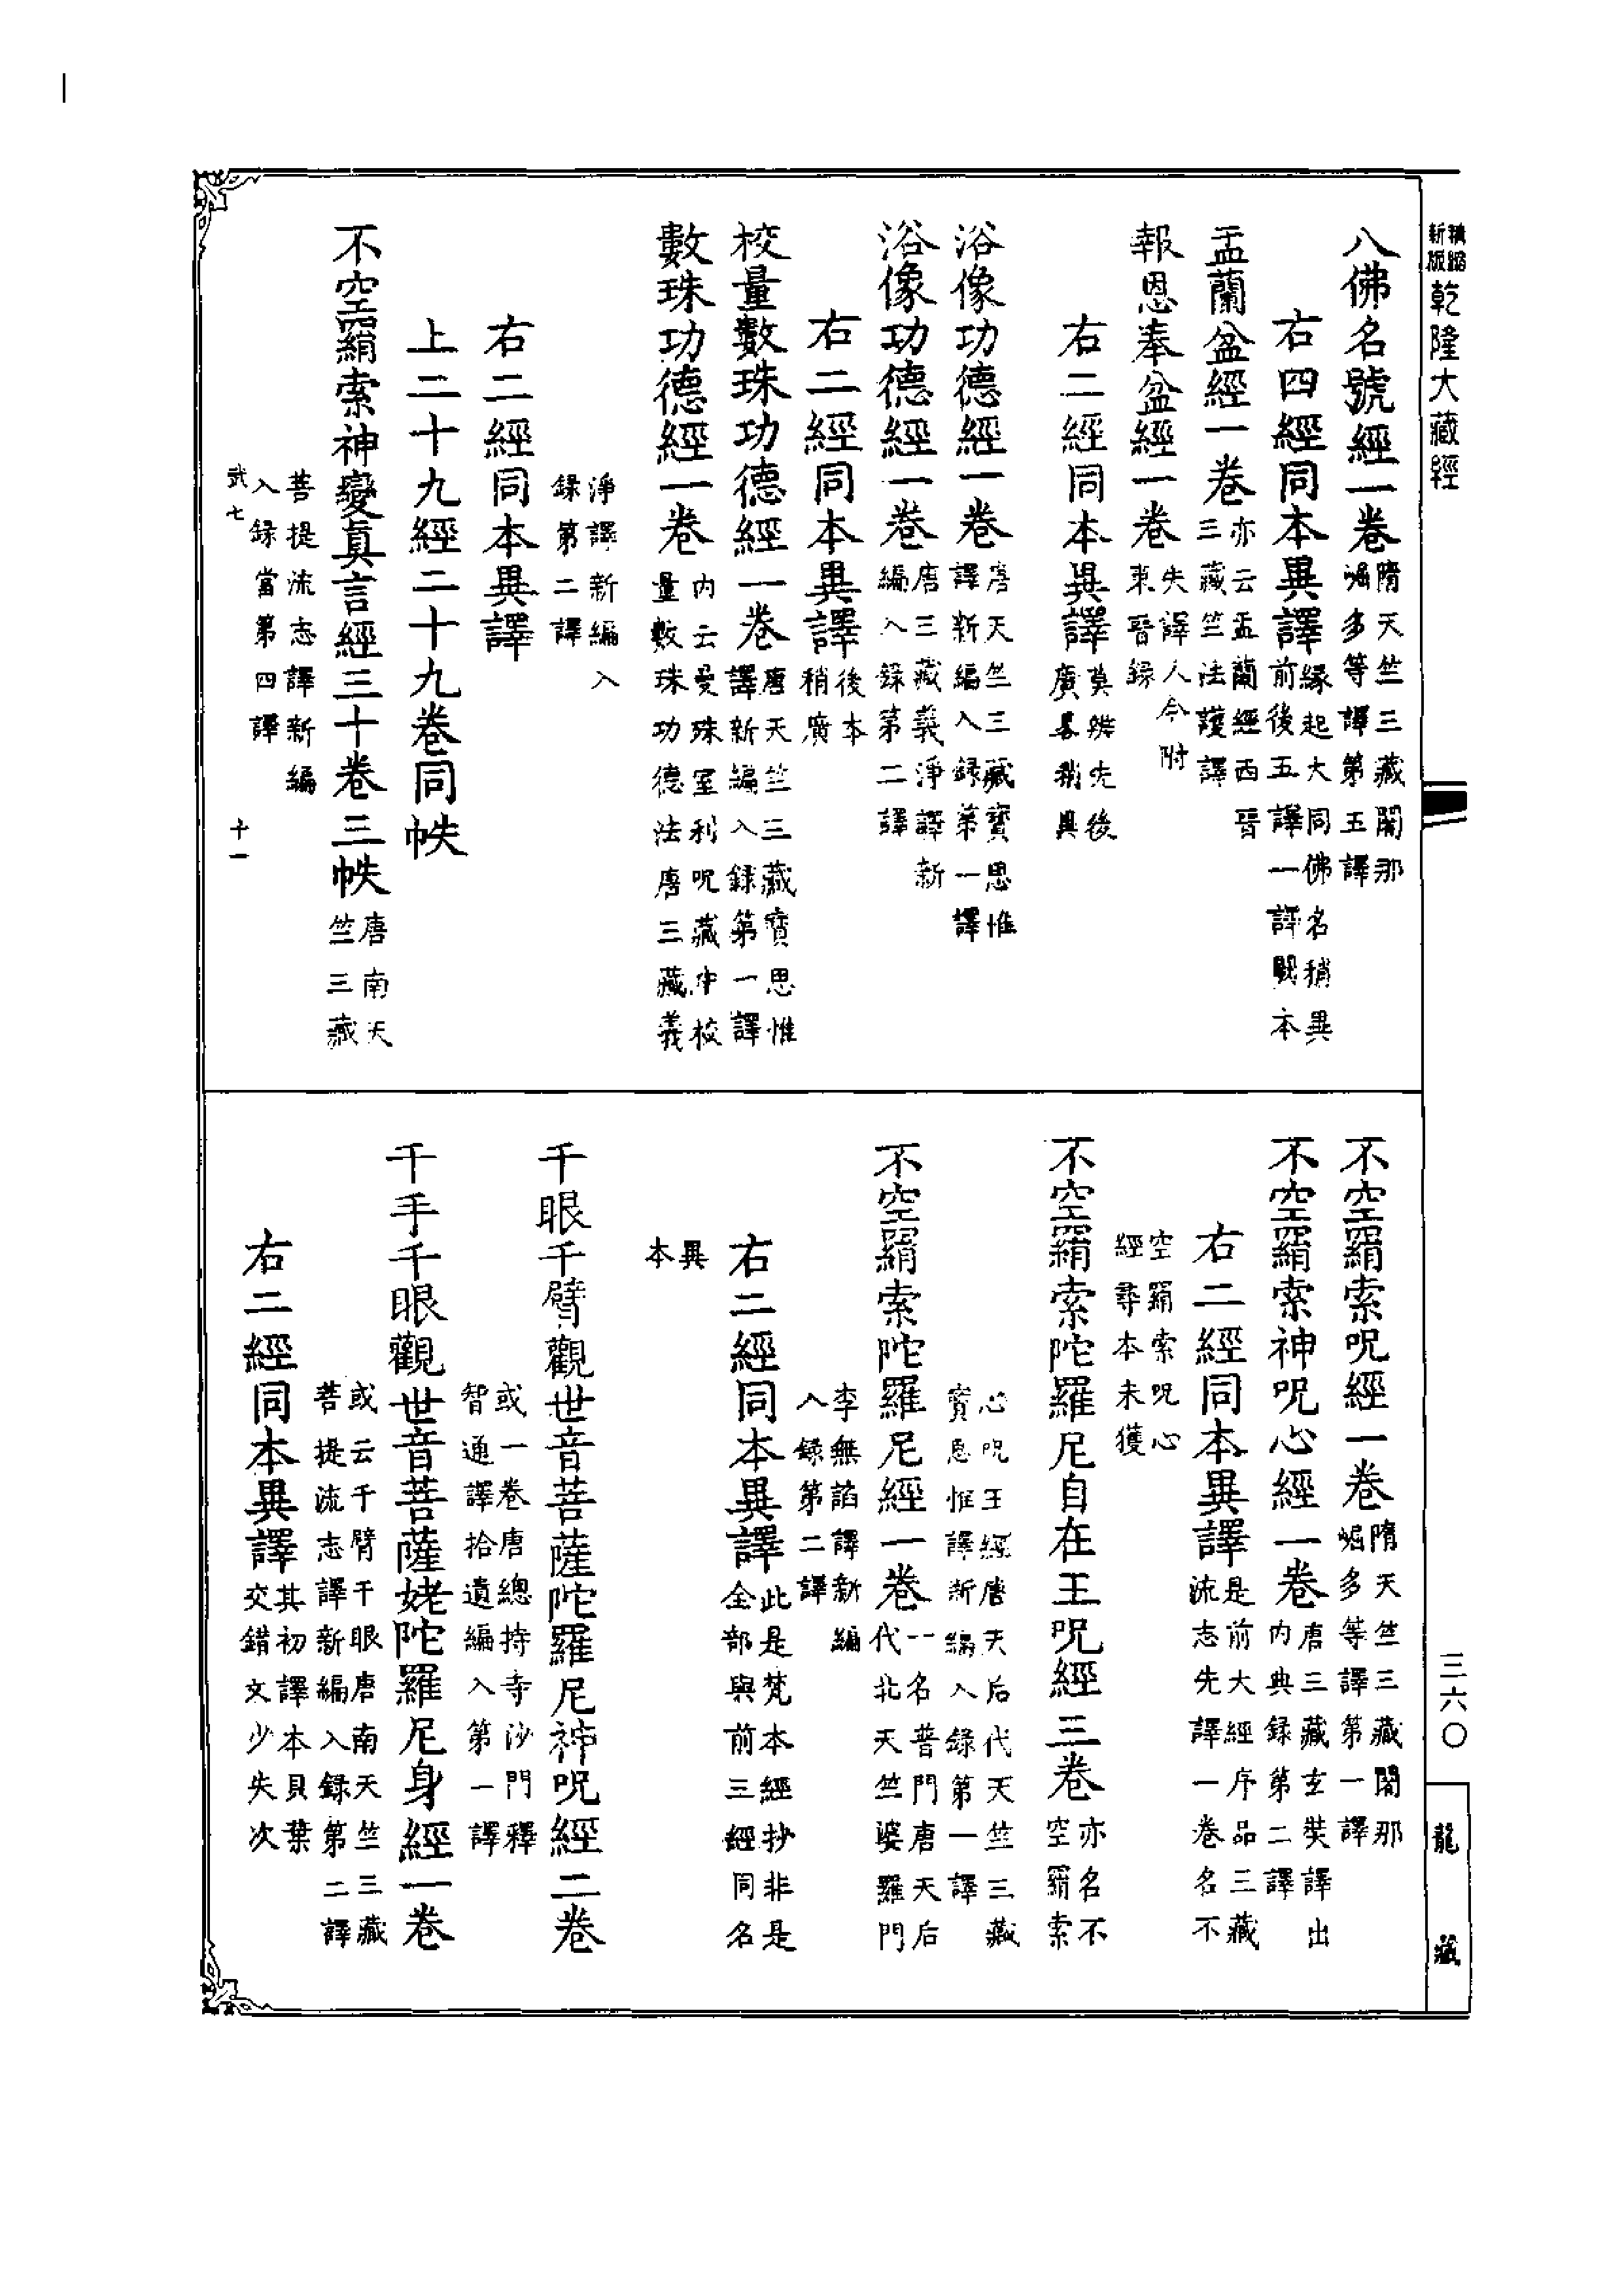 精縮新版乾隆大藏經
八佛名號經一卷隋天竺三藏闍那崛多等譯第五譯
右四經同本異譯緣起大同佛名稍異前後五譯一譯闕本
盂蘭盆經一卷亦云盂蘭經西晉三藏竺法護譯
報恩奉盆經一卷失譯人今附東晉錄
右二經同本異譯莫辨先後廣畧稍異
浴像功德經一卷唐天竺三藏寶思惟譯新編入錄第一譯
浴像功德經一卷唐三藏義淨譯新編入錄第二譯
右二經同本異譯後本稍廣
校量數珠功德經一卷唐天竺三藏寶思惟譯新編入錄第一譯
數珠功德經一卷內云曼殊室利呪藏中校量數珠功德法唐三藏義
淨譯新編入錄第二譯
右二經同本異譯
上二十九經二十九卷同帙
不空羂索神變眞言經三十卷三帙唐南天竺三藏
菩提流志譯新編入錄當第四譯
武七 十一
不空羂索呪經一卷隋天竺三藏闍那崛多等譯第一譯
不空羂索神呪心經一卷唐三藏玄奘譯出內典錄第二譯
右二經同本異譯是前大經序品三藏流志先譯一卷名不
空羂索呪心經尋本未獲
不空羂索陀羅尼自在王呪經三卷亦名不空羂索
心呪王經唐天后代天竺三藏寶思惟譯新編入錄第一譯
不空羂索陀羅尼經一卷一名普門唐天后代北天竺婆羅門
李無諂譯新編入錄第二譯
右二經同本異譯此是梵本經抄非是全部與前三經同名
異本
千眼千臂觀世音菩薩陀羅尼神呪經二卷
或一卷唐總持寺沙門釋智通譯拾遺編入第一譯
千手千眼觀世音菩薩姥陀羅尼身經一卷
或云千臂千眼唐南天竺三藏菩提流志譯新編入錄第二譯
右二經同本異譯其初譯本貝葉交錯文少失次
三六〇
龍藏